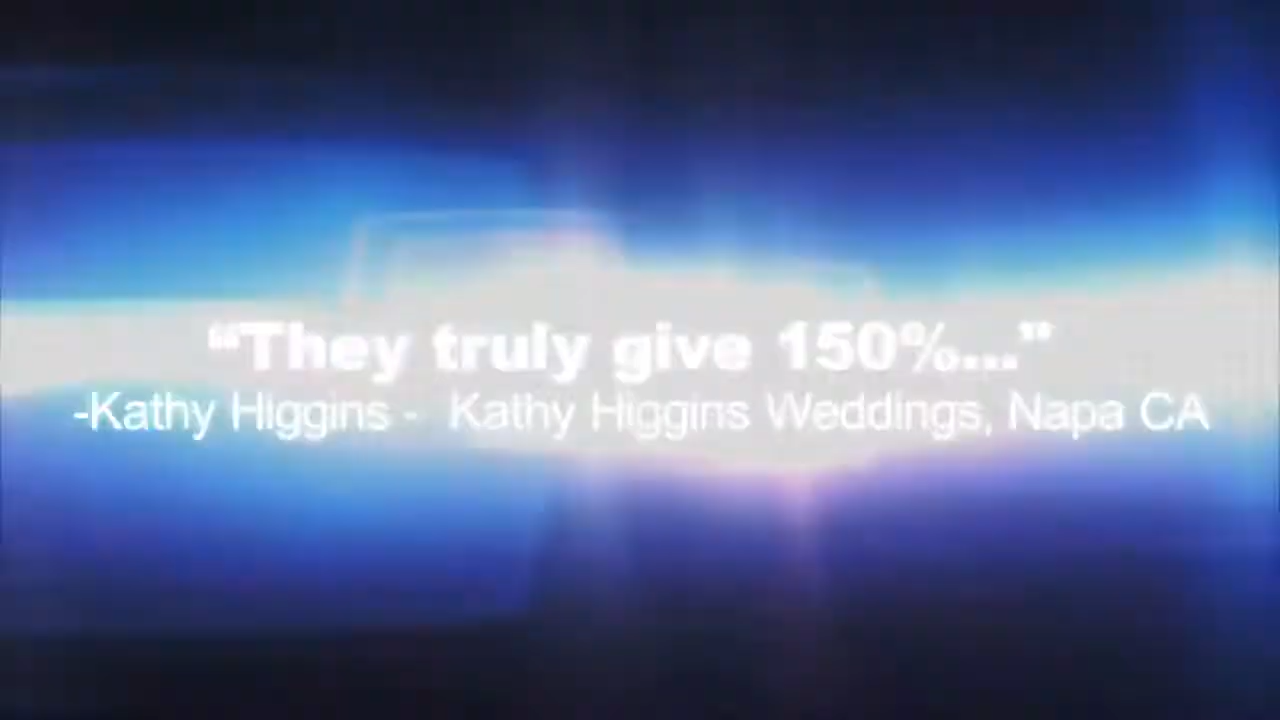 “They truly give 150%...”
-Kathy Higgins -  Kathy Higgins Weddings, Napa CA